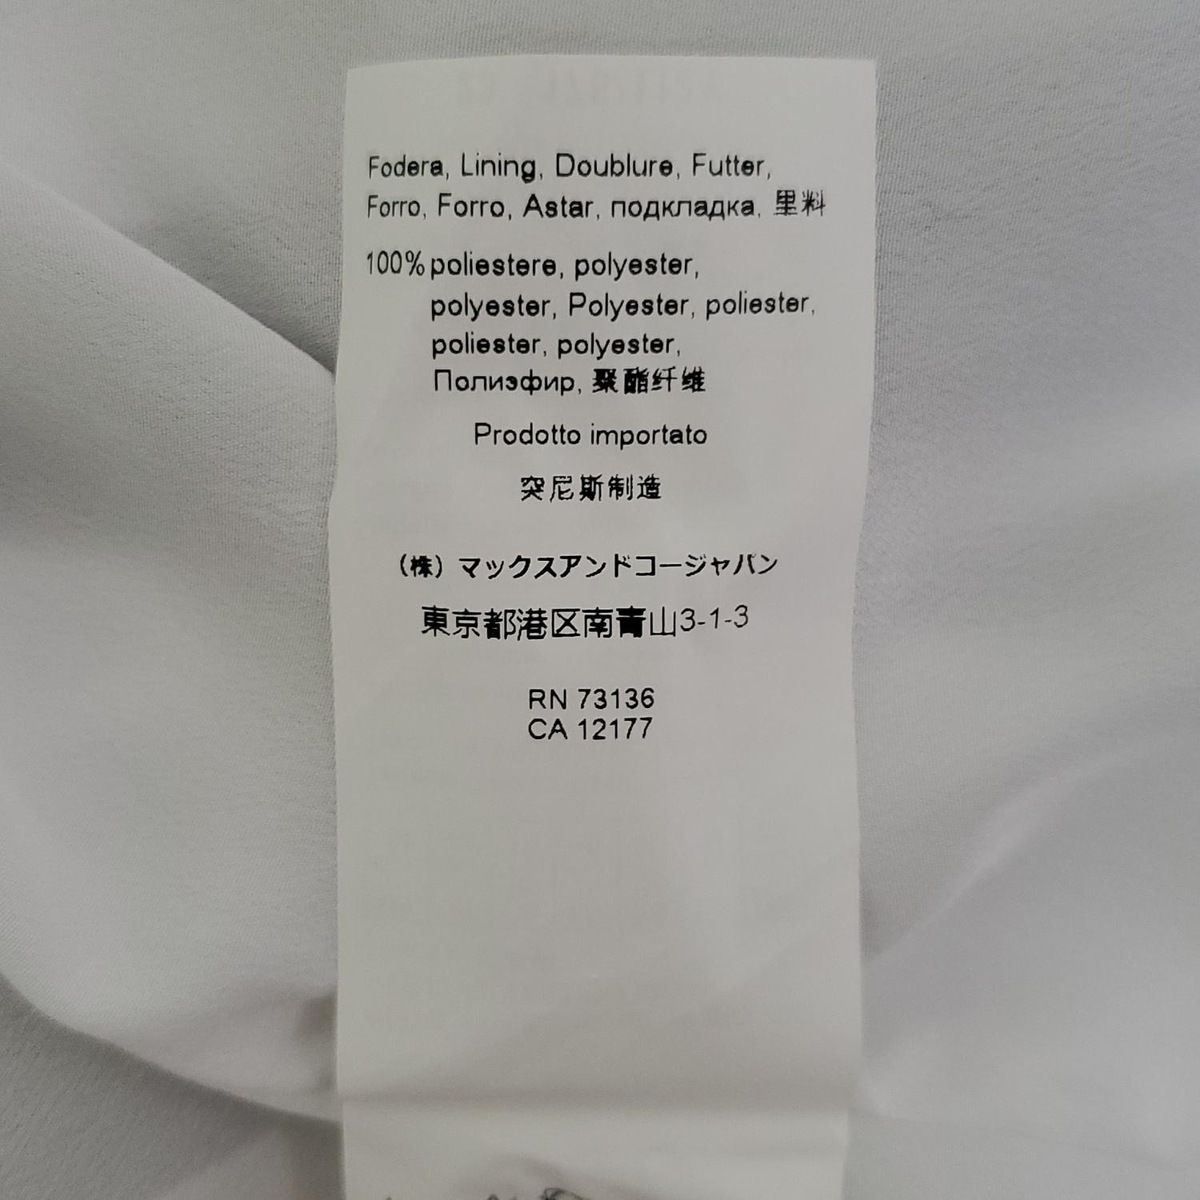 Fodera, Lining, Doublure, Futter,
Forro, Forro, Astar, подкладка, 里料
100% poliestere, polyester,
polyester, Polyester, poliester,
poliester, polyester,
Полиэфир, 聚酯纤维
Prodotto importato
突尼斯制造
（株）マックスアンドコージャパン
東京都港区南青山3-1-3
RN 73136
CA 12177